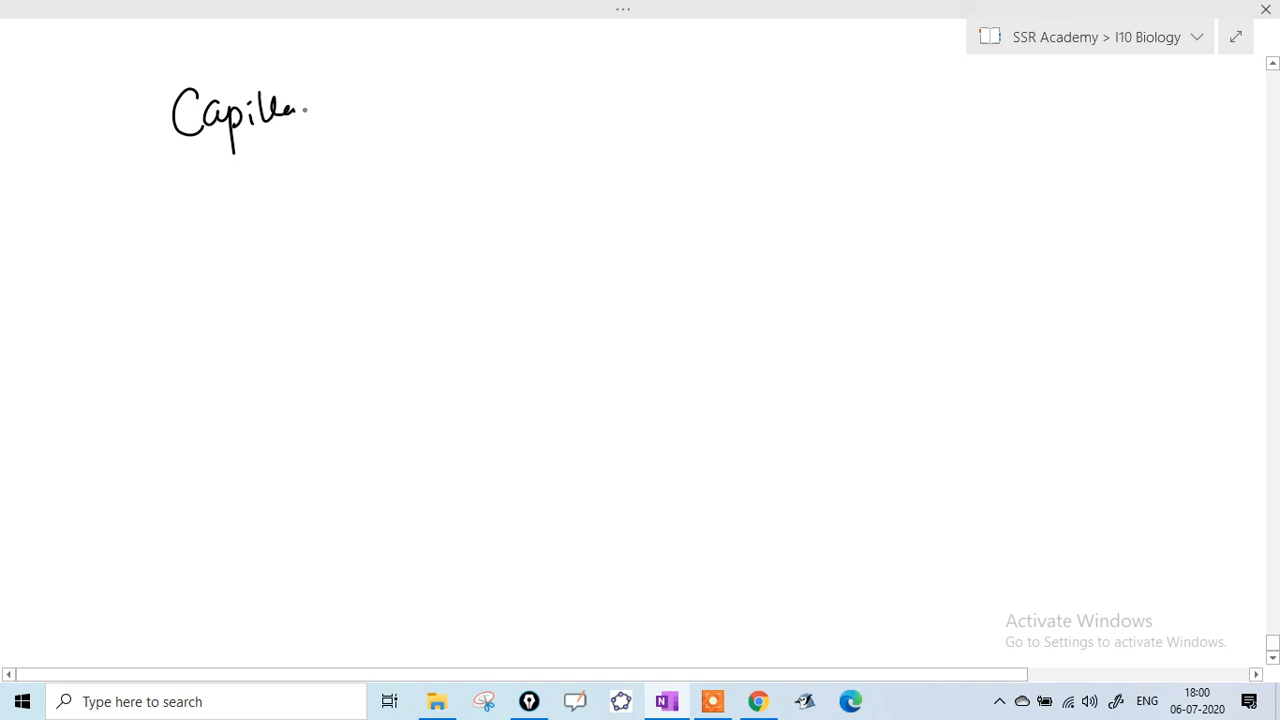 ...
SSR Academy > I10 Biology
Capilla
Activate Windows
Go to Settings to activate Windows.
Type here to search
ENG
18:00
06-07-2020